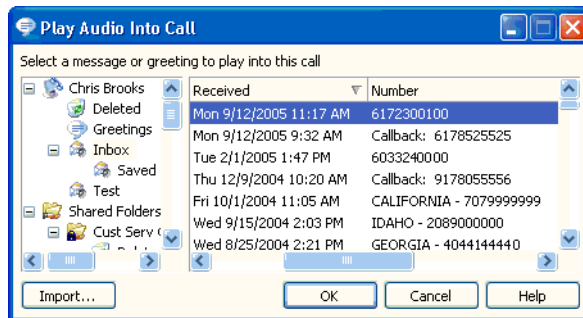 Play Audio Into Call
Select a message or greeting to play into this call
Chris Brooks
Deleted
Greetings
Inbox
Saved
Test
Shared Folders
Cust Serv
Received Number
Mon 9/12/2005 11:17 AM 6172300100
Mon 9/12/2005 9:32 AM Callback: 6178525525
Tue 2/1/2005 1:47 PM 6033240000
Thu 12/9/2004 10:20 AM Callback: 9178055556
Fri 10/1/2004 11:05 AM CALIFORNIA - 7079999999
Wed 9/15/2004 2:03 PM IDAHO - 2089000000
Wed 8/25/2004 2:21 PM GEORGIA - 4044144440
Import... OK Cancel Help